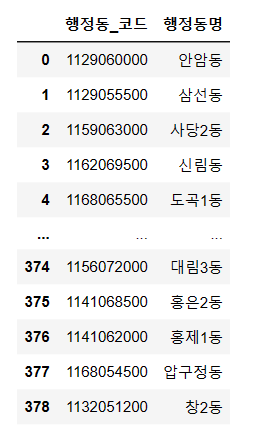 행정동_코드 행정동명
0 1129060000 안암동
1 1129055500 삼선동
2 1159063000 사당2동
3 1162069500 신림동
4 1168065500 도곡1동
... ... ...
374 1156072000 대림3동
375 1141068500 홍은2동
376 1141062000 홍제1동
377 1168054500 압구정동
378 1132051200 창2동